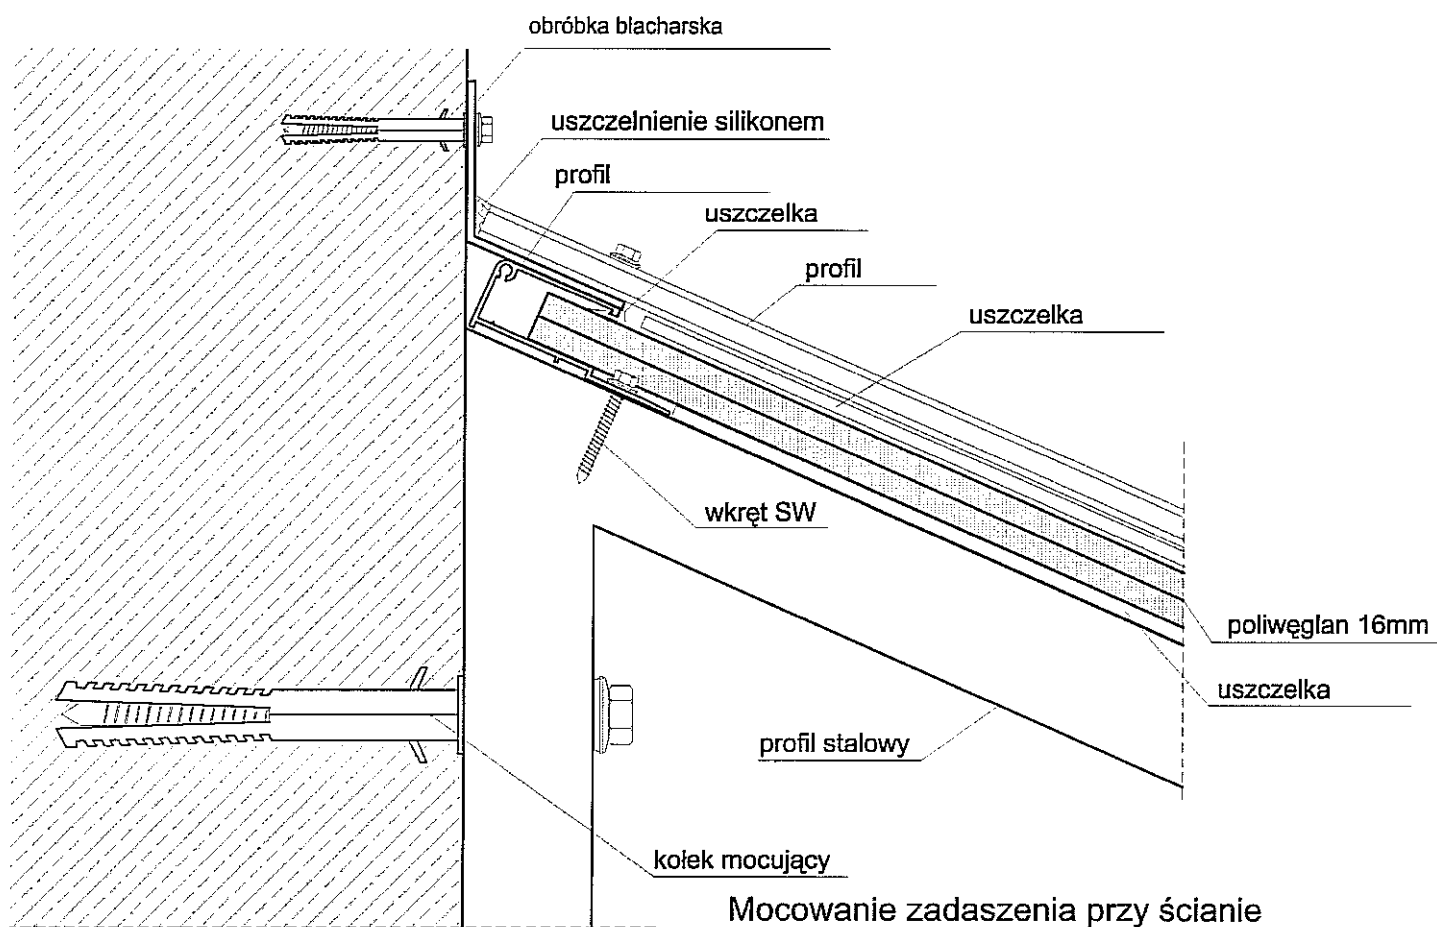 obróbka blacharska
uszczelnienie silikonem
profil
uszczelka
profil
uszczelka
wkręt SW
poliwęglan 16mm
uszczelka
profil stalowy
kołek mocujący
Mocowanie zadaszenia przy ścianie